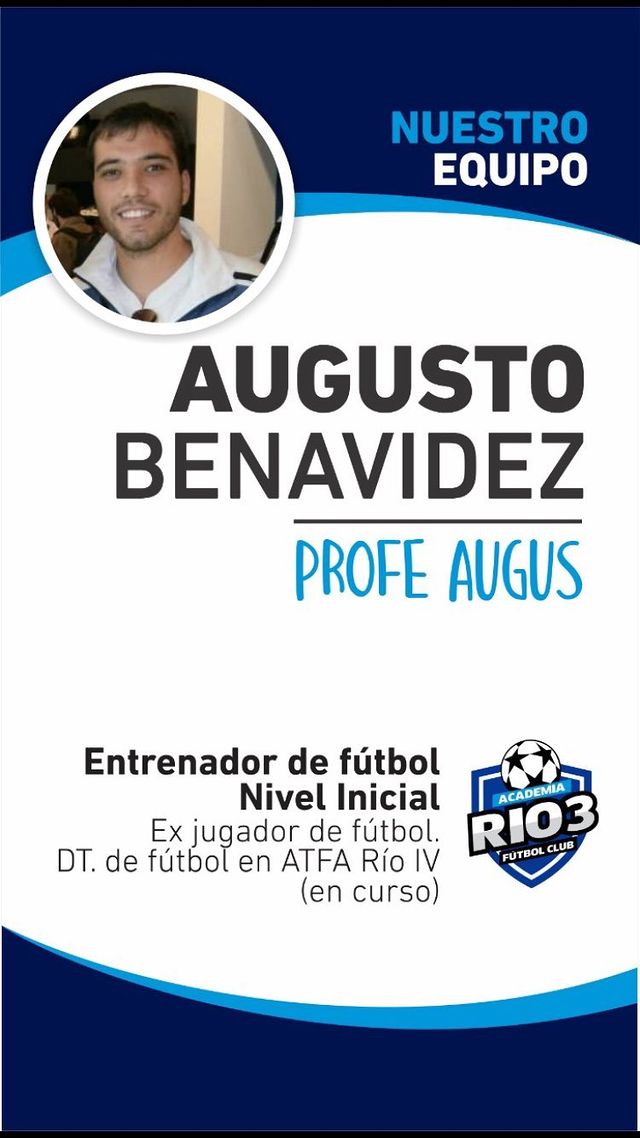 NUESTRO
EQUIPO
AUGUSTO
BENAVIDEZ
PROFE AUGUS
Entrenador de fútbol
Nivel Inicial
Ex jugador de fútbol.
DT. de fútbol en ATFA Río IV
(en curso)
ACADEMIA
RIO3
FÚTBOL CLUB